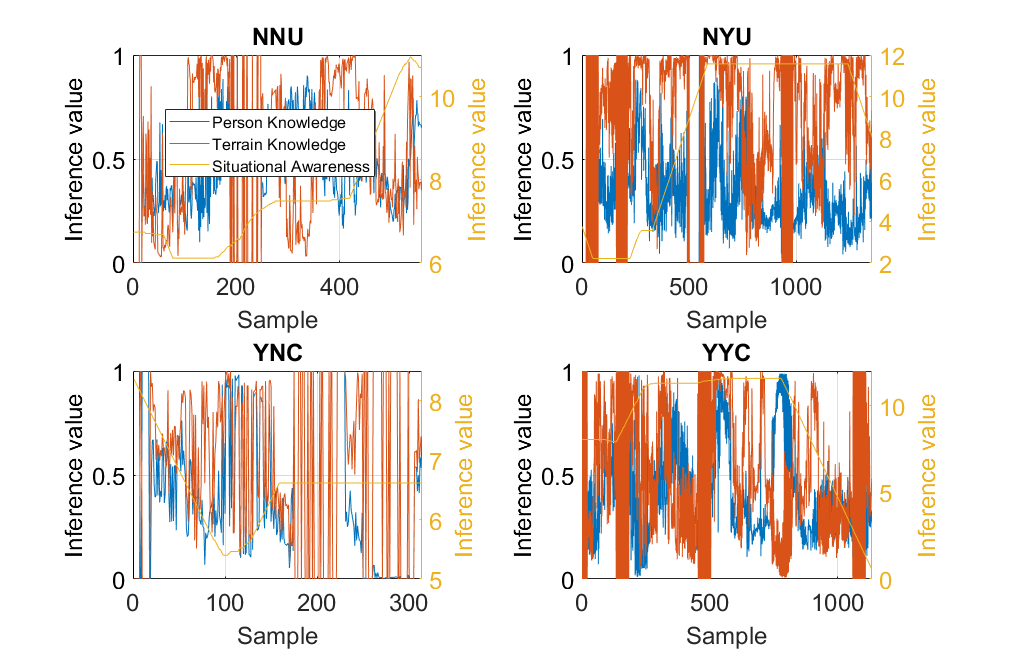 NNU
1
0.5
0
Inference value
10
8
6
Inference value
Person Knowledge
Terrain Knowledge
Situational Awareness
0 200 400
Sample
NYU
1
0.5
0
Inference value
12
10
8
6
4
2
Inference value
0 500 1000
Sample
YNC
1
0.5
0
Inference value
8
7
6
5
Inference value
0 100 200 300
Sample
YYC
1
0.5
0
Inference value
10
5
0
Inference value
0 500 1000
Sample